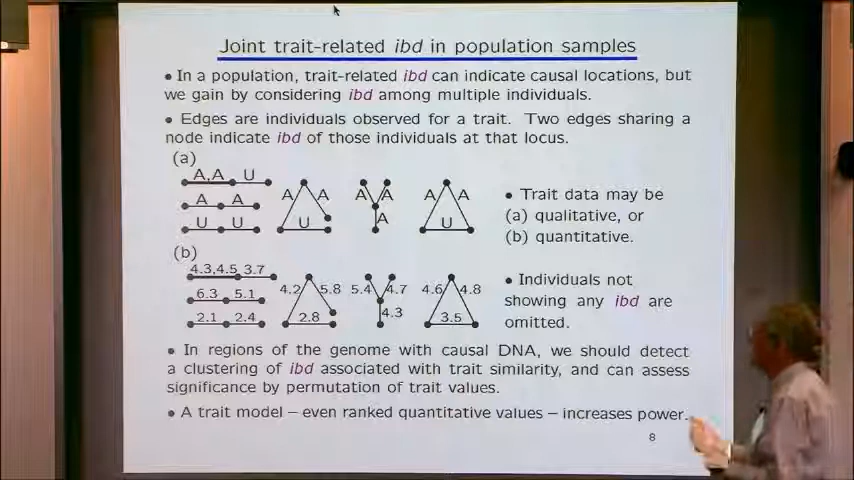 Joint trait-related ibd in population samples
• In a population, trait-related ibd can indicate causal locations, but
we gain by considering ibd among multiple individuals.
• Edges are individuals observed for a trait. Two edges sharing a
node indicate ibd of those individuals at that locus.
(a)
A,A U
A A
U U
A A
U
A A
A
A A
U
• Trait data may be
(a) qualitative, or
(b) quantitative.
(b)
4.3,4.5 3.7
6.3 5.1
2.1 2.4
4.2 5.8
2.8
5.4 4.7
4.3
4.6 4.8
3.5
• Individuals not
showing any ibd are
omitted.
• In regions of the genome with causal DNA, we should detect
a clustering of ibd associated with trait similarity, and can assess
significance by permutation of trait values.
• A trait model – even ranked quantitative values – increases power.
8